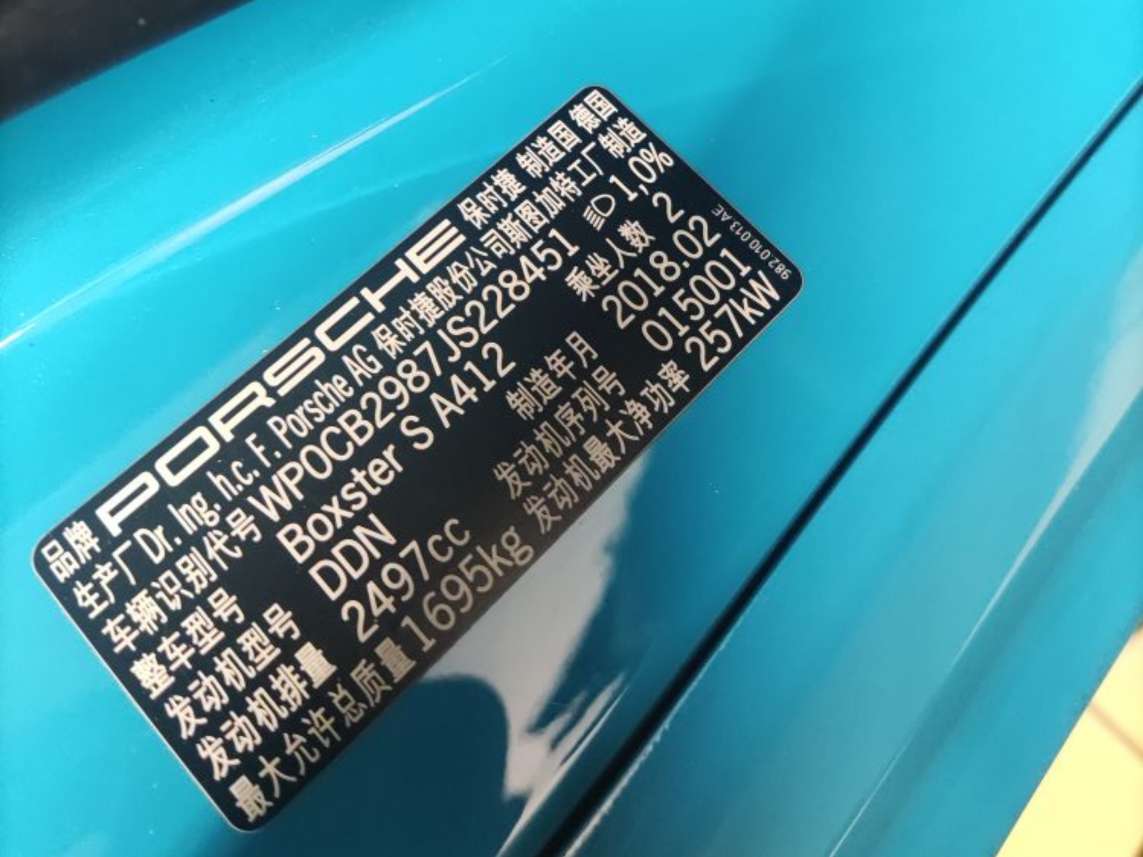 品牌 PORSCHE 保时捷 制造国 德国
生产厂 Dr. Ing. h.c. F. Porsche AG 保时捷股份公司斯图加特工厂制造
车辆识别代号 WP0CB2987JS228451 1,0%
整车型号 Boxster S A412 乘坐人数 2
发动机型号 DDN 制造年月 2018.02
发动机排量 2497cc 发动机序列号 015001
最大允许总质量 1695kg 发动机最大净功率 257kW
982 010 013 AE